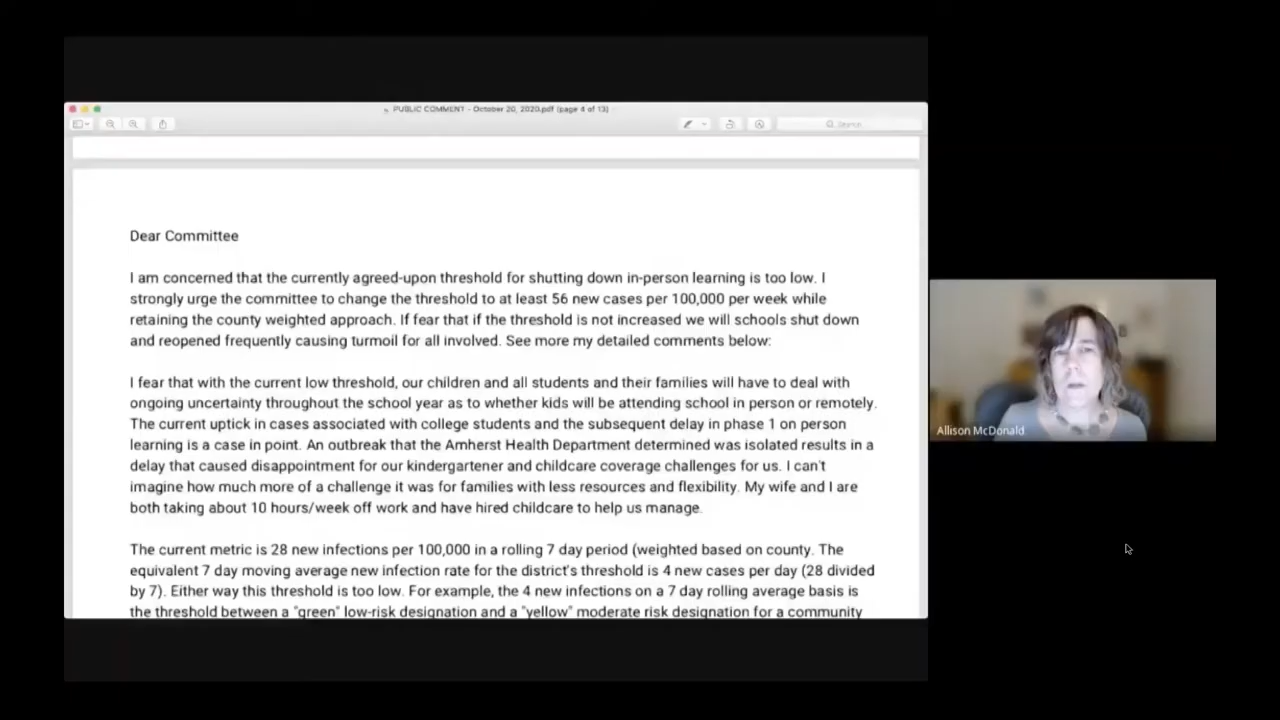 PUBLIC COMMENT - October 20, 2020.pdf (page 4 of 13)
Search
Dear Committee
I am concerned that the currently agreed-upon threshold for shutting down in-person learning is too low. I
strongly urge the committee to change the threshold to at least 56 new cases per 100,000 per week while
retaining the county weighted approach. If fear that if the threshold is not increased we will schools shut down
and reopened frequently causing turmoil for all involved. See more my detailed comments below:
I fear that with the current low threshold, our children and all students and their families will have to deal with
ongoing uncertainty throughout the school year as to whether kids will be attending school in person or remotely.
The current uptick in cases associated with college students and the subsequent delay in phase 1 on person
learning is a case in point. An outbreak that the Amherst Health Department determined was isolated results in a
delay that caused disappointment for our kindergartener and childcare coverage challenges for us. I can't
imagine how much more of a challenge it was for families with less resources and flexibility. My wife and I are
both taking about 10 hours/week off work and have hired childcare to help us manage.
The current metric is 28 new infections per 100,000 in a rolling 7 day period (weighted based on county. The
equivalent 7 day moving average new infection rate for the district's threshold is 4 new cases per day (28 divided
by 7). Either way this threshold is too low. For example, the 4 new infections on a 7 day rolling average basis is
the threshold between a "green" low-risk designation and a "yellow" moderate risk designation for a community
Allison McDonald